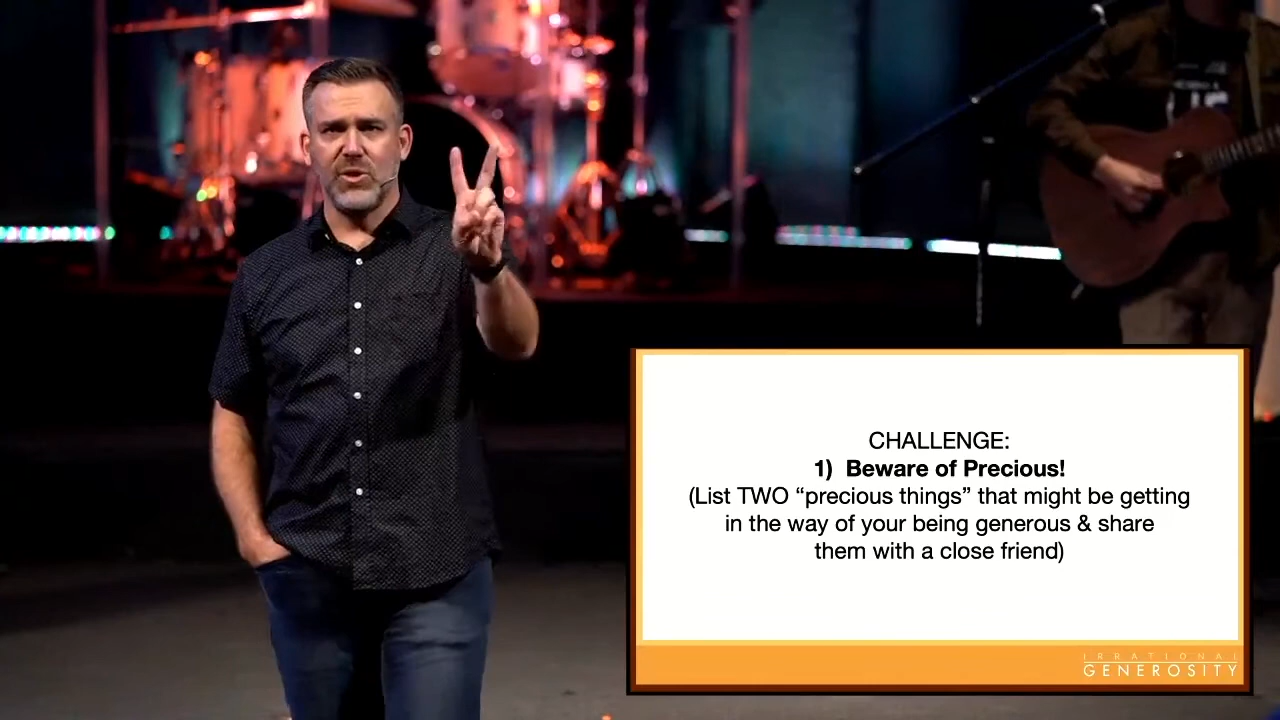 CHALLENGE:
1) Beware of Precious!
(List TWO “precious things” that might be getting
in the way of your being generous & share
them with a close friend)
IRRATIONAL
GENEROSITY